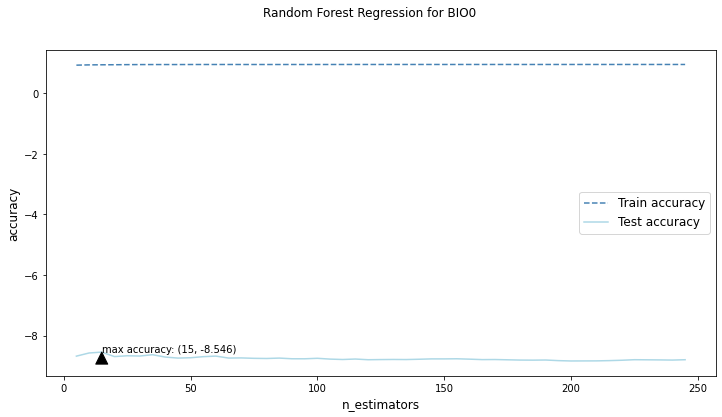 Random Forest Regression for BIO0
accuracy
0
−2
−4
−6
−8
Train accuracy
Test accuracy
max accuracy: (15, -8.546)
0
50
100
150
200
250
n_estimators